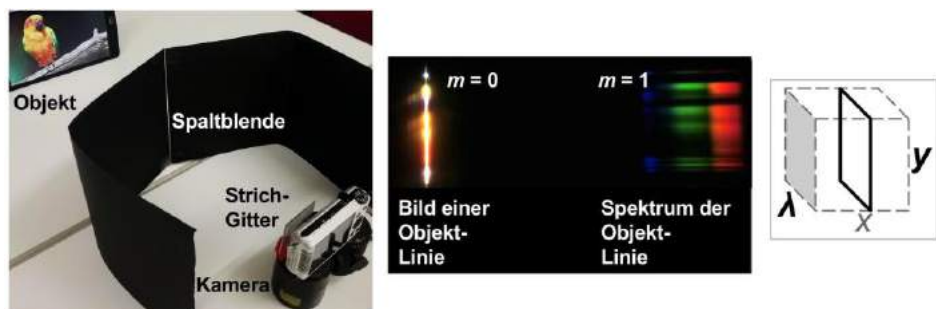 Objekt
Spaltblende
Strich-
Gitter
Kamera
m = 0
m = 1
Bild einer
Objekt-
Linie
Spektrum der
Objekt-
Linie
λ
x
y